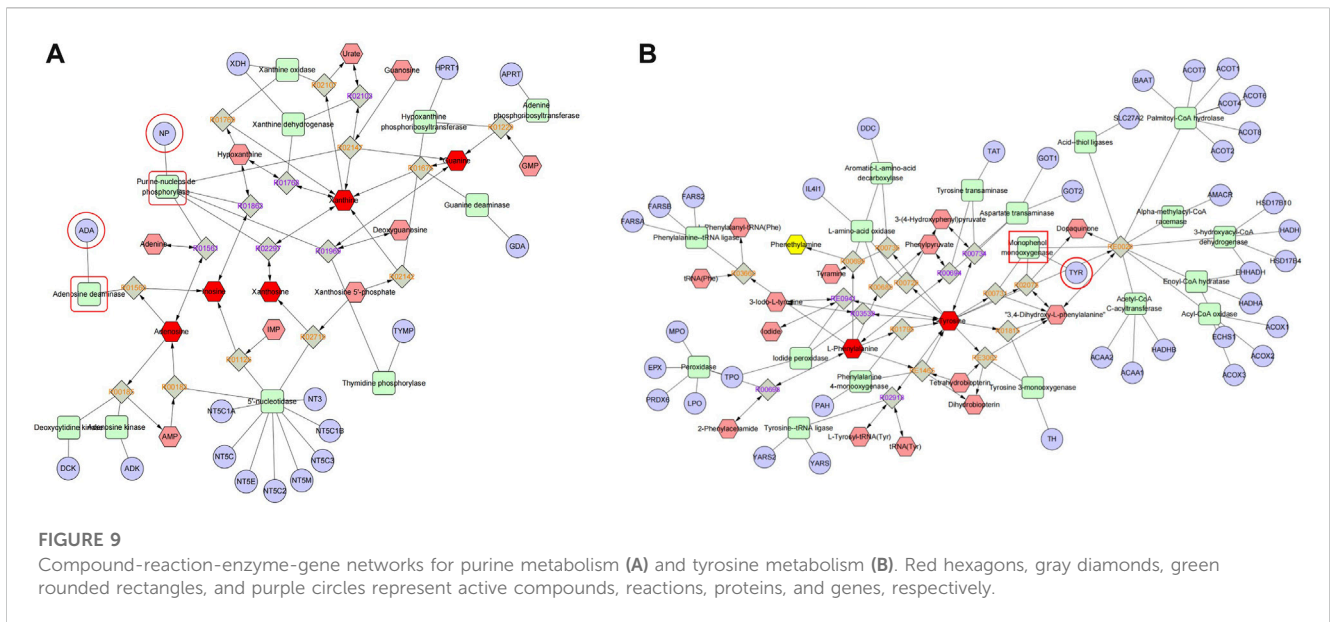 A
B
XDH
Xanthine oxidase
Urate
Guanosine
HPRT1
APRT
R02107
R02103
Adenine
phosphoribosyltransferase
Hypoxanthine
phosphoribosyltransferase
Xanthine dehydrogenase
NP
R02147
Guanine
GMP
Hypoxanthine
Purine-nucleoside
phosphorylase
Xanthine
Guanine deaminase
GDA
ADA
Adenine
R01561
R01863
R02297
Deoxyguanosine
Adenosine deaminase
Inosine
Xanthosine
Xanthosine 5'-phosphate
Adenosine
IMP
TYMP
Thymidine phosphorylase
R00185
R00183
5'-nucleotidase
NT3
NT5C1A
NT5C1B
NT5C3
NT5M
NT5C2
NT5E
NT5C
Deoxycytidine kinase
Adenosine kinase
AMP
DCK
ADK
DDC
Aromatic-L-amino-acid
decarboxylase
TAT
Tyrosine transaminase
GOT1
GOT2
Aspartate transaminase
IL4I1
L-amino-acid oxidase
3-(4-Hydroxyphenyl)pyruvate
Phenylpyruvate
FARS2
FARSB
FARSA
Phenylalanine--tRNA ligase
L-Phenylalanyl-tRNA(Phe)
Phenethylamine
Tyramine
tRNA(Phe)
3-Iodo-L-tyrosine
Iodide
Tyrosine
L-Phenylalanine
Monophenol
monooxygenase
Dopaquinone
TYR
"3,4-Dihydroxy-L-phenylalanine"
R00734
R00694
MPO
EPX
PRDX6
LPO
Peroxidase
TPO
Iodide peroxidase
Phenylalanine
4-monooxygenase
PAH
Tetrahydrobiopterin
Dihydrobiopterin
Tyrosine 3-monooxygenase
TH
2-Phenylacetamide
Tyrosine--tRNA ligase
YARS2
YARS
L-Tyrosyl-tRNA(Tyr)
tRNA(Tyr)
BAAT
ACOT7
ACOT1
ACOT4
ACOT6
ACOT8
ACOT2
SLC27A2
Palmitoyl-CoA hydrolase
Acid--thiol ligases
AMACR
Alpha-methylacyl-CoA
racemase
HSD17B10
HADH
HSD17B4
3-hydroxyacyl-CoA
dehydrogenase
EHHADH
Enoyl-CoA hydratase
HADHA
Acyl-CoA oxidase
ECHS1
ACOX1
ACOX2
ACOX3
Acetyl-CoA
C-acyltransferase
ACAA2
ACAA1
HADHB
FIGURE 9
Compound-reaction-enzyme-gene networks for purine metabolism (A) and tyrosine metabolism (B). Red hexagons, gray diamonds, green
rounded rectangles, and purple circles represent active compounds, reactions, proteins, and genes, respectively.